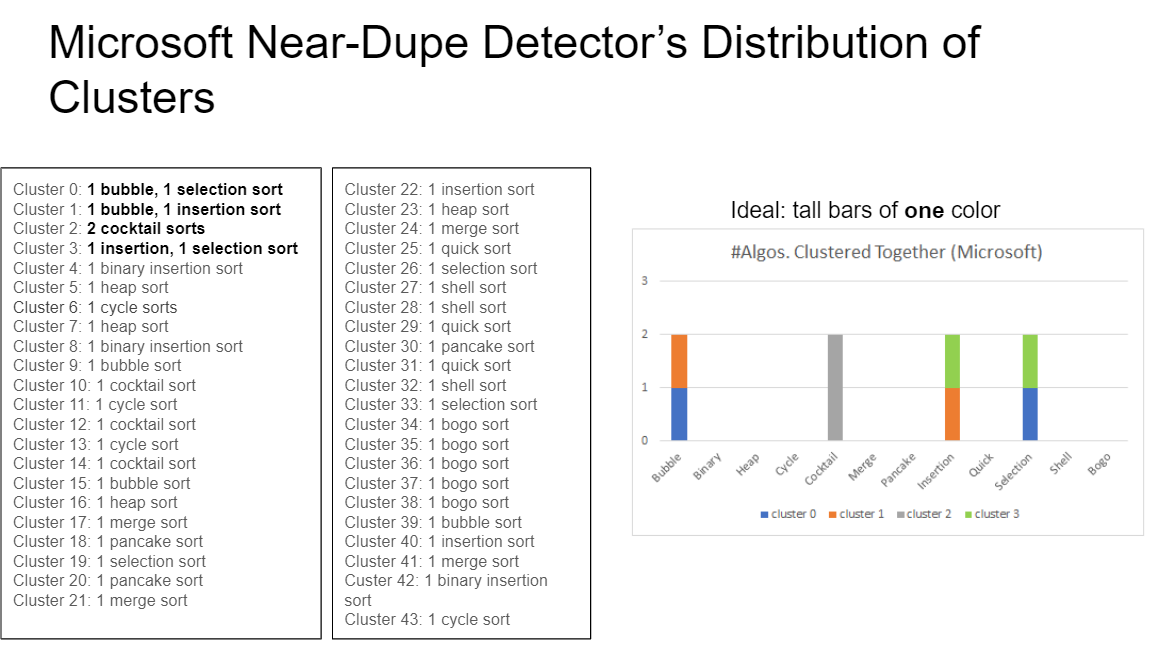 Microsoft Near-Dupe Detector’s Distribution of
Clusters
Cluster 0: 1 bubble, 1 selection sort
Cluster 1: 1 bubble, 1 insertion sort
Cluster 2: 2 cocktail sorts
Cluster 3: 1 insertion, 1 selection sort
Cluster 4: 1 binary insertion sort
Cluster 5: 1 heap sort
Cluster 6: 1 cycle sorts
Cluster 7: 1 heap sort
Cluster 8: 1 binary insertion sort
Cluster 9: 1 bubble sort
Cluster 10: 1 cocktail sort
Cluster 11: 1 cycle sort
Cluster 12: 1 cocktail sort
Cluster 13: 1 cycle sort
Cluster 14: 1 cocktail sort
Cluster 15: 1 bubble sort
Cluster 16: 1 heap sort
Cluster 17: 1 merge sort
Cluster 18: 1 pancake sort
Cluster 19: 1 selection sort
Cluster 20: 1 pancake sort
Cluster 21: 1 merge sort
Cluster 22: 1 insertion sort
Cluster 23: 1 heap sort
Cluster 24: 1 merge sort
Cluster 25: 1 quick sort
Cluster 26: 1 selection sort
Cluster 27: 1 shell sort
Cluster 28: 1 shell sort
Cluster 29: 1 quick sort
Cluster 30: 1 pancake sort
Cluster 31: 1 quick sort
Cluster 32: 1 shell sort
Cluster 33: 1 selection sort
Cluster 34: 1 bogo sort
Cluster 35: 1 bogo sort
Cluster 36: 1 bogo sort
Cluster 37: 1 bogo sort
Cluster 38: 1 bogo sort
Cluster 39: 1 bubble sort
Cluster 40: 1 insertion sort
Cluster 41: 1 merge sort
Custer 42: 1 binary insertion
sort
Cluster 43: 1 cycle sort
Ideal: tall bars of one color
#Algos. Clustered Together (Microsoft)
3
2
1
0
Bubble
Binary
Heap
Cycle
Cocktail
Merge
Pancake
Insertion
Quick
Selection
Shell
Bogo
cluster 0 cluster 1 cluster 2 cluster 3